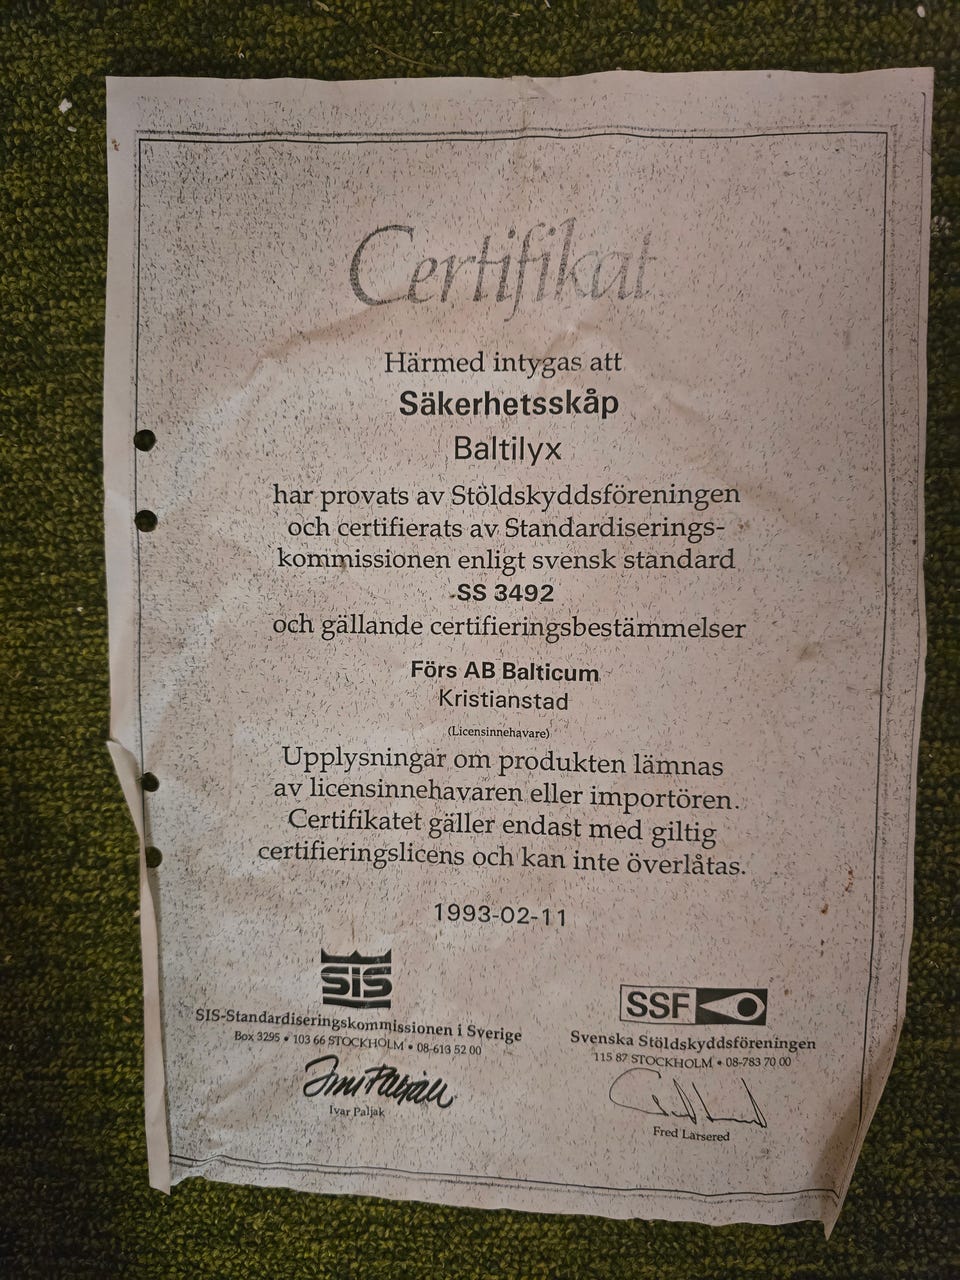 Certifikat
Härmed intygas att
Säkerhetsskåp
Baltilyx
har provats av Stöldskyddsföreningen
och certifierats av Standardiserings-
kommissionen enligt svensk standard
SS 3492
och gällande certifieringsbestämmelser
Förs AB Balticum
Kristianstad
(Licensinnehavare)
Upplysningar om produkten lämnas
av licensinnehavaren eller importören.
Certifikatet gäller endast med giltig
certifieringslicens och kan inte överlåtas.
1993-02-11
SIS
SIS-Standardiseringskommissionen i Sverige
Box 3295 • 103 66 STOCKHOLM • 08-613 52 00
Ivar Paljak
Ivar Paljak
SSF
Svenska Stöldskyddsföreningen
115 87 STOCKHOLM • 08-783 70 00
Fred Larsered